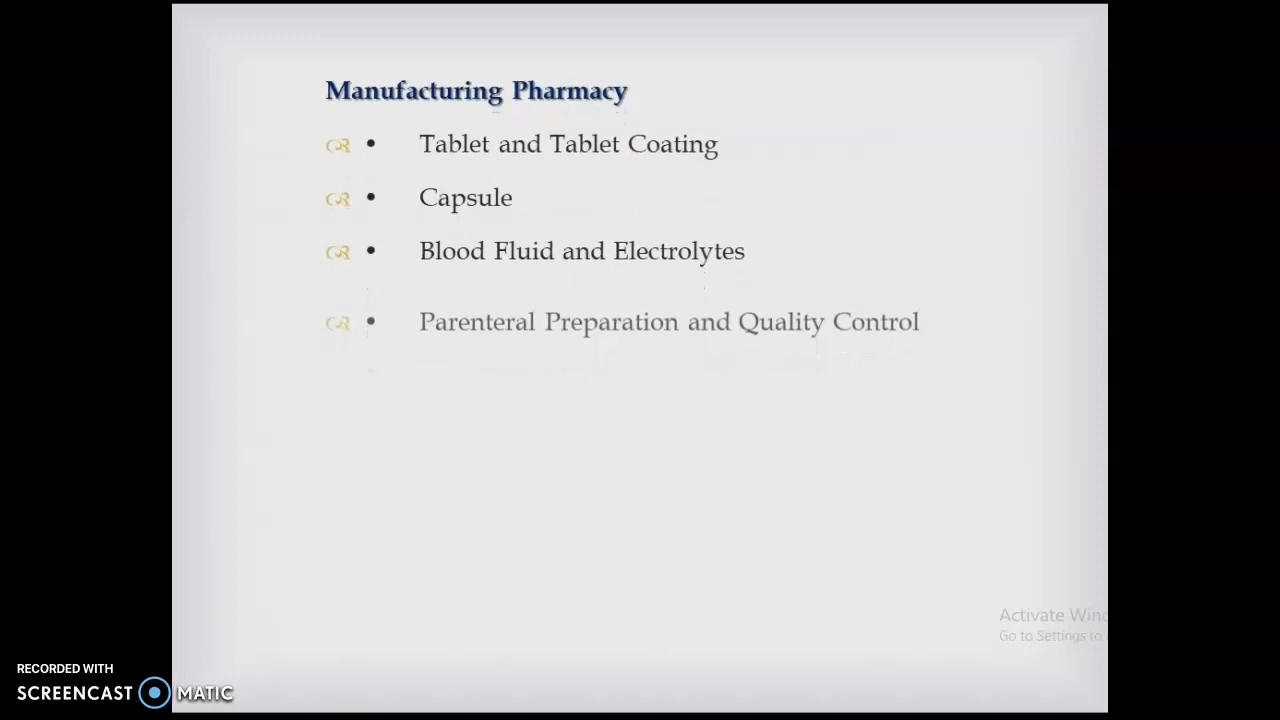 Manufacturing Pharmacy
• Tablet and Tablet Coating
• Capsule
• Blood Fluid and Electrolytes
• Parenteral Preparation and Quality Control
Activate Wind
Go to Settings to
RECORDED WITH
SCREENCAST MATIC